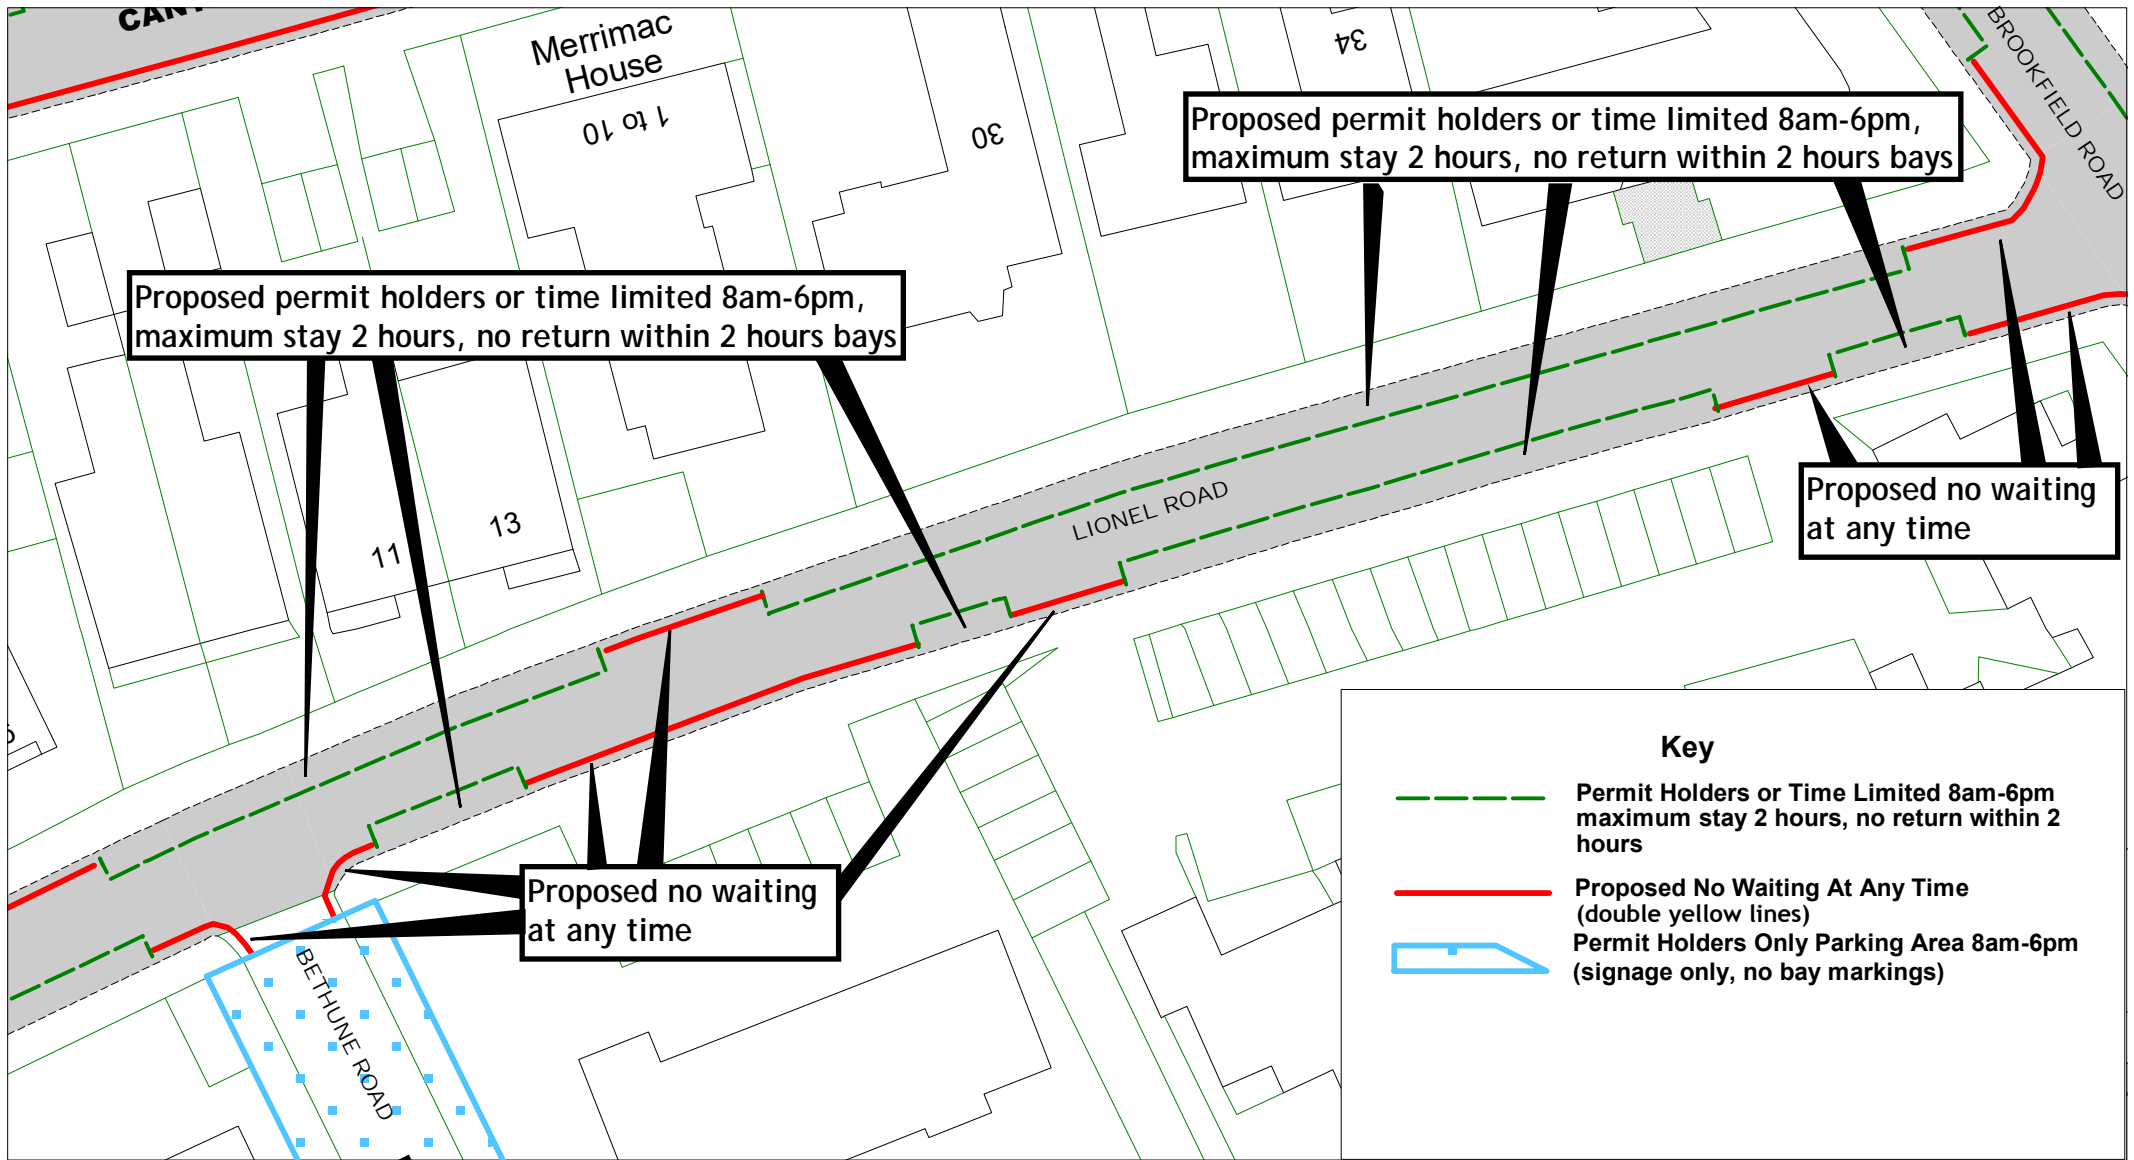 Merrimac
House
1 to 10
30
34
BROOKFIELD ROAD
Proposed permit holders or time limited 8am-6pm,
maximum stay 2 hours, no return within 2 hours bays
Proposed permit holders or time limited 8am-6pm,
maximum stay 2 hours, no return within 2 hours bays
11
13
LIONEL ROAD
Proposed no waiting
at any time
Proposed no waiting
at any time
BETHUNE ROAD
Key
Permit Holders or Time Limited 8am-6pm
maximum stay 2 hours, no return within 2
hours
Proposed No Waiting At Any Time
(double yellow lines)
Permit Holders Only Parking Area 8am-6pm
(signage only, no bay markings)